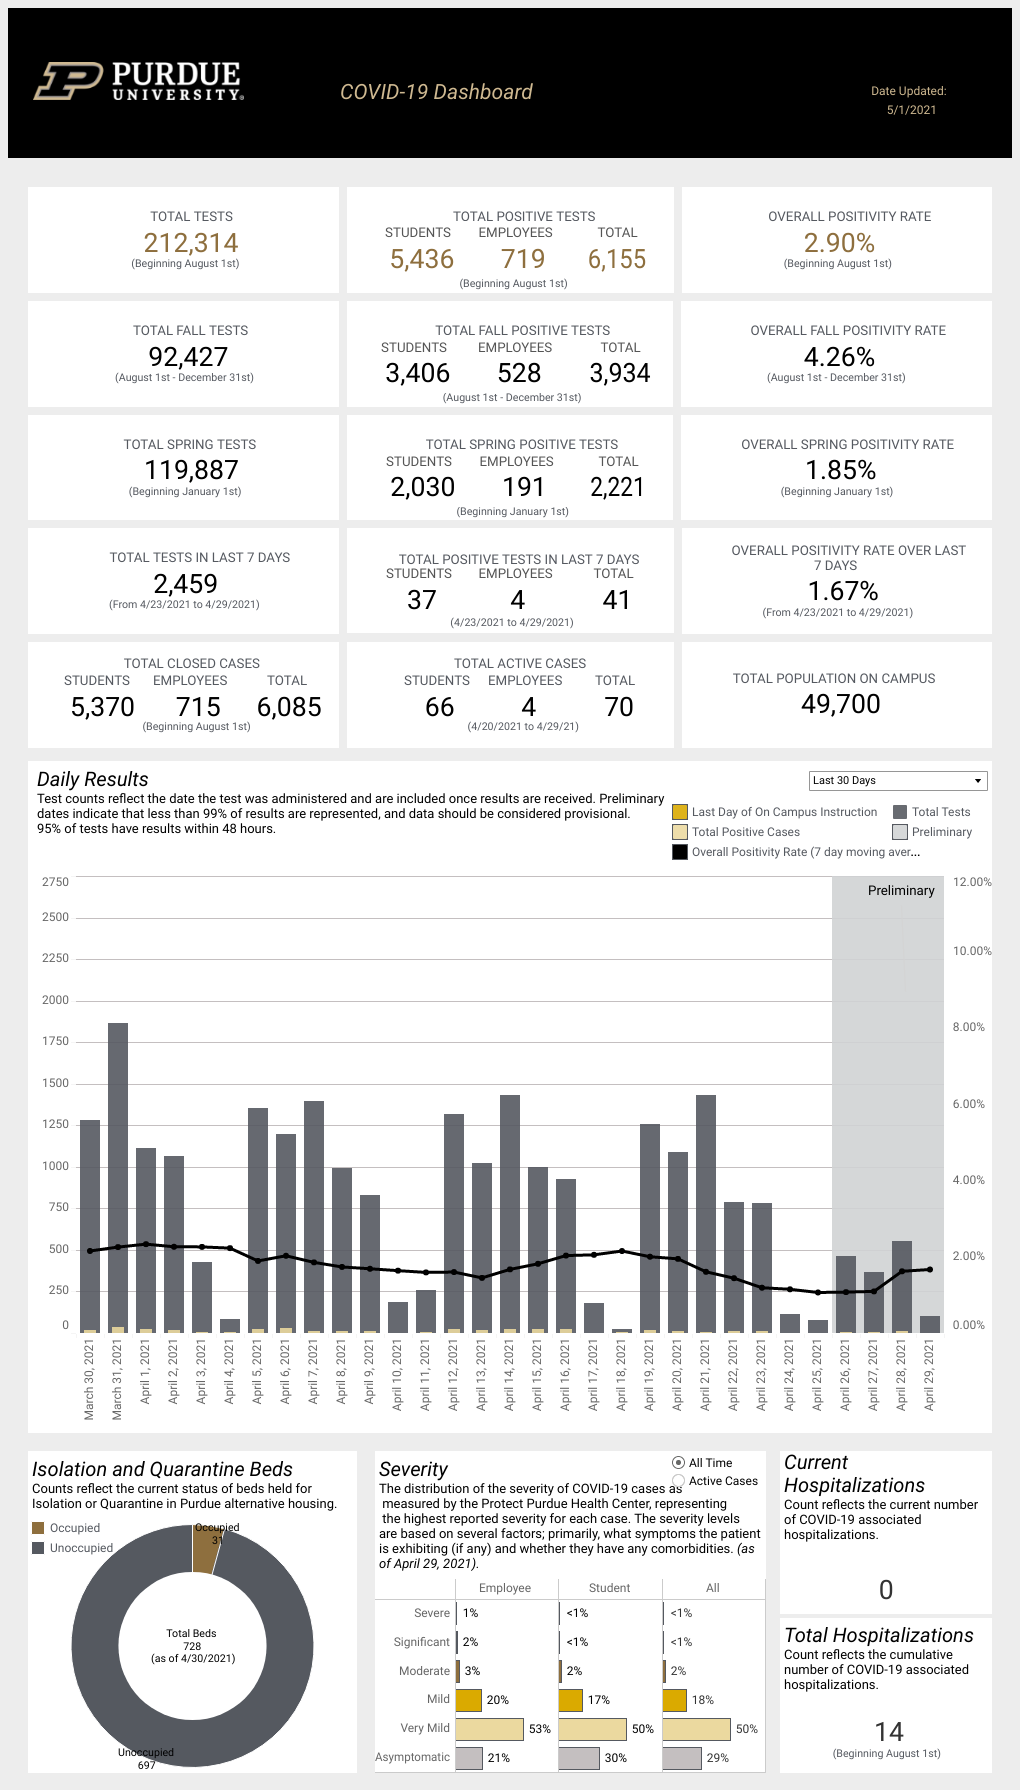 PURDUE
UNIVERSITY®
COVID-19 Dashboard
Date Updated:
5/1/2021
TOTAL TESTS
212,314
(Beginning August 1st)
TOTAL POSITIVE TESTS
STUDENTS EMPLOYEES TOTAL
5,436 719 6,155
(Beginning August 1st)
OVERALL POSITIVITY RATE
2.90%
(Beginning August 1st)
TOTAL FALL TESTS
92,427
(August 1st - December 31st)
TOTAL FALL POSITIVE TESTS
STUDENTS EMPLOYEES TOTAL
3,406 528 3,934
(August 1st - December 31st)
OVERALL FALL POSITIVITY RATE
4.26%
(August 1st - December 31st)
TOTAL SPRING TESTS
119,887
(Beginning January 1st)
TOTAL SPRING POSITIVE TESTS
STUDENTS EMPLOYEES TOTAL
2,030 191 2,221
(Beginning January 1st)
OVERALL SPRING POSITIVITY RATE
1.85%
(Beginning January 1st)
TOTAL TESTS IN LAST 7 DAYS
2,459
(From 4/23/2021 to 4/29/2021)
TOTAL POSITIVE TESTS IN LAST 7 DAYS
STUDENTS EMPLOYEES TOTAL
37 4 41
(4/23/2021 to 4/29/2021)
OVERALL POSITIVITY RATE OVER LAST
7 DAYS
1.67%
(From 4/23/2021 to 4/29/2021)
TOTAL CLOSED CASES
STUDENTS EMPLOYEES TOTAL
5,370 715 6,085
(Beginning August 1st)
TOTAL ACTIVE CASES
STUDENTS EMPLOYEES TOTAL
66 4 70
(4/20/2021 to 4/29/21)
TOTAL POPULATION ON CAMPUS
49,700
Daily Results
Test counts reflect the date the test was administered and are included once results are received. Preliminary
dates indicate that less than 99% of results are represented, and data should be considered provisional.
95% of tests have results within 48 hours.
Last 30 Days
Last Day of On Campus Instruction
Total Tests
Total Positive Cases
Preliminary
Overall Positivity Rate (7 day moving aver...
Preliminary
2750
2500
2250
2000
1750
1500
1250
1000
750
500
250
0
12.00%
10.00%
8.00%
6.00%
4.00%
2.00%
0.00%
March 30, 2021
March 31, 2021
April 1, 2021
April 2, 2021
April 3, 2021
April 4, 2021
April 5, 2021
April 6, 2021
April 7, 2021
April 8, 2021
April 9, 2021
April 10, 2021
April 11, 2021
April 12, 2021
April 13, 2021
April 14, 2021
April 15, 2021
April 16, 2021
April 17, 2021
April 18, 2021
April 19, 2021
April 20, 2021
April 21, 2021
April 22, 2021
April 23, 2021
April 24, 2021
April 25, 2021
April 26, 2021
April 27, 2021
April 28, 2021
April 29, 2021
Isolation and Quarantine Beds
Counts reflect the current status of beds held for
Isolation or Quarantine in Purdue alternative housing.
Occupied
Unoccupied
Occupied
31
Total Beds
728
(as of 4/30/2021)
Unoccupied
697
Severity
All Time
Active Cases
The distribution of the severity of COVID-19 cases as
measured by the Protect Purdue Health Center, representing
the highest reported severity for each case. The severity levels
are based on several factors; primarily, what symptoms the patient
is exhibiting (if any) and whether they have any comorbidities. (as
of April 29, 2021).
Employee Student All
Severe 1% <1% <1%
Significant 2% <1% <1%
Moderate 3% 2% 2%
Mild 20% 17% 18%
Very Mild 53% 50% 50%
Asymptomatic 21% 30% 29%
Current
Hospitalizations
Count reflects the current number
of COVID-19 associated
hospitalizations.
0
Total Hospitalizations
Count reflects the cumulative
number of COVID-19 associated
hospitalizations.
14
(Beginning August 1st)